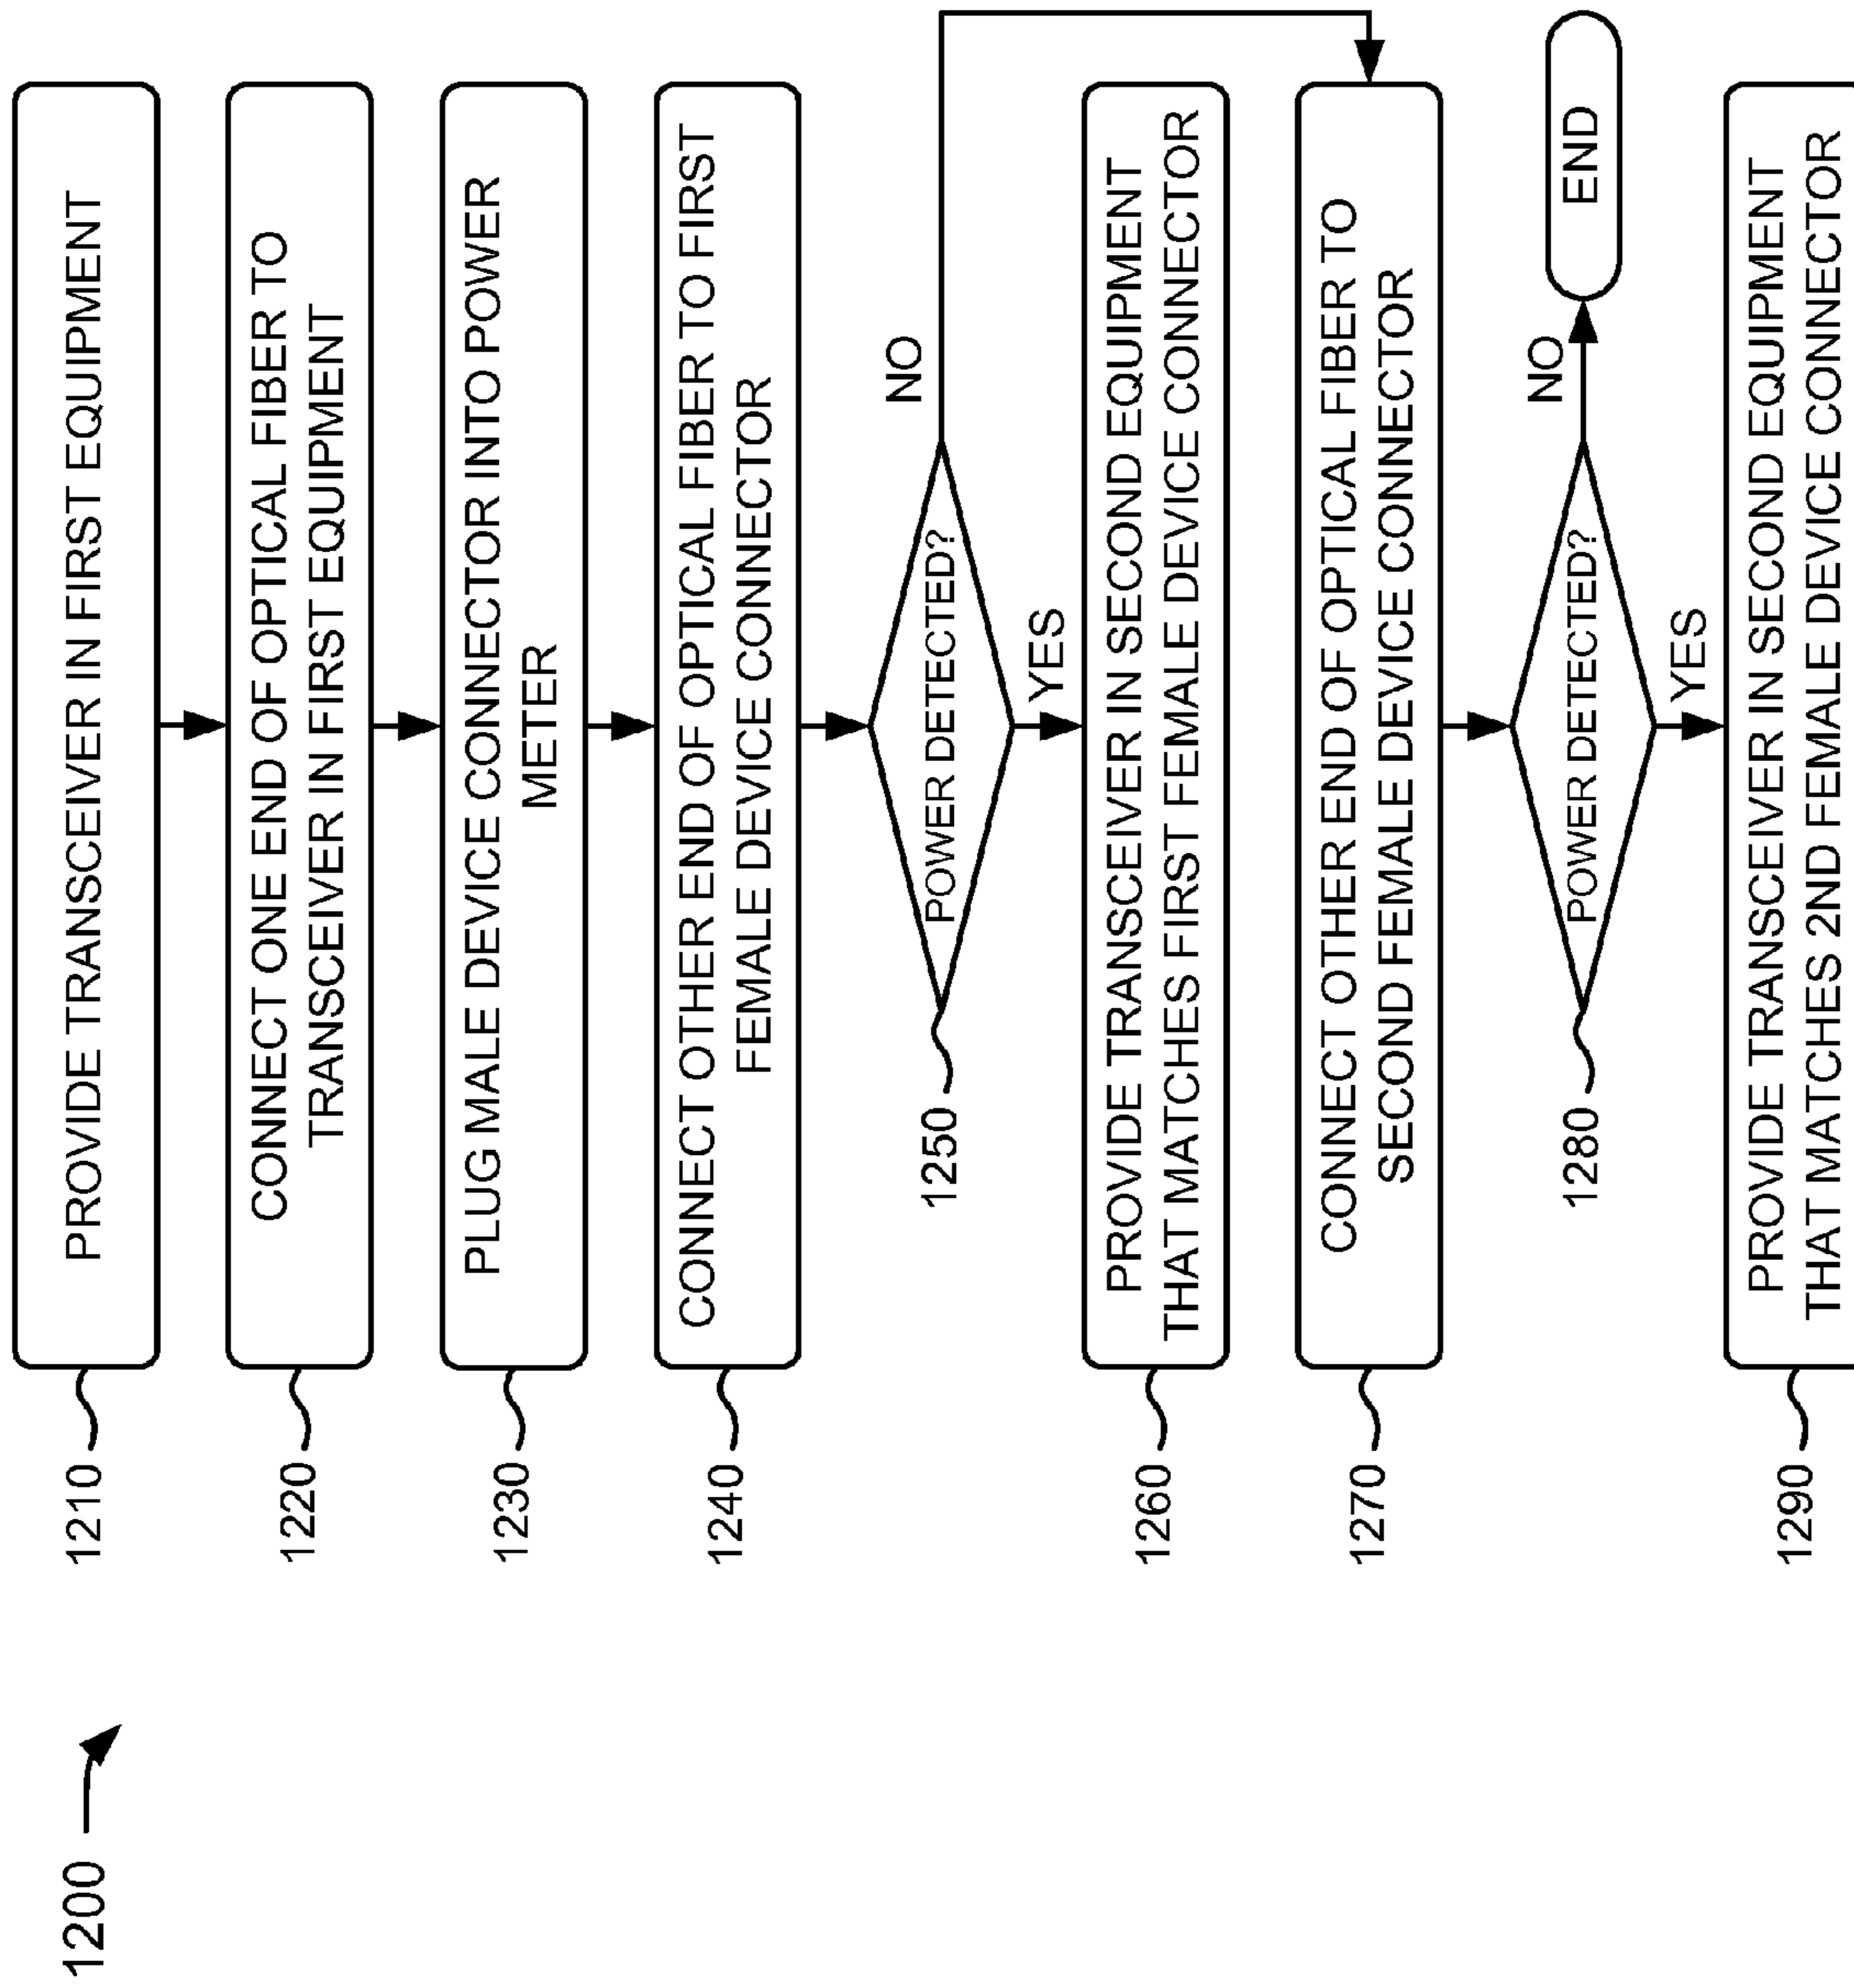 1200
1210
PROVIDE TRANSCEIVER IN FIRST EQUIPMENT
1220
CONNECT ONE END OF OPTICAL FIBER TO
TRANSCEIVER IN FIRST EQUIPMENT
1230
PLUG MALE DEVICE CONNECTOR INTO POWER
METER
1240
CONNECT OTHER END OF OPTICAL FIBER TO FIRST
FEMALE DEVICE CONNECTOR
1250
POWER DETECTED?
NO
YES
1260
PROVIDE TRANSCEIVER IN SECOND EQUIPMENT
THAT MATCHES FIRST FEMALE DEVICE CONNECTOR
1270
CONNECT OTHER END OF OPTICAL FIBER TO
SECOND FEMALE DEVICE CONNECTOR
1280
POWER DETECTED?
NO
END
YES
1290
PROVIDE TRANSCEIVER IN SECOND EQUIPMENT
THAT MATCHES 2ND FEMALE DEVICE CONNECTOR